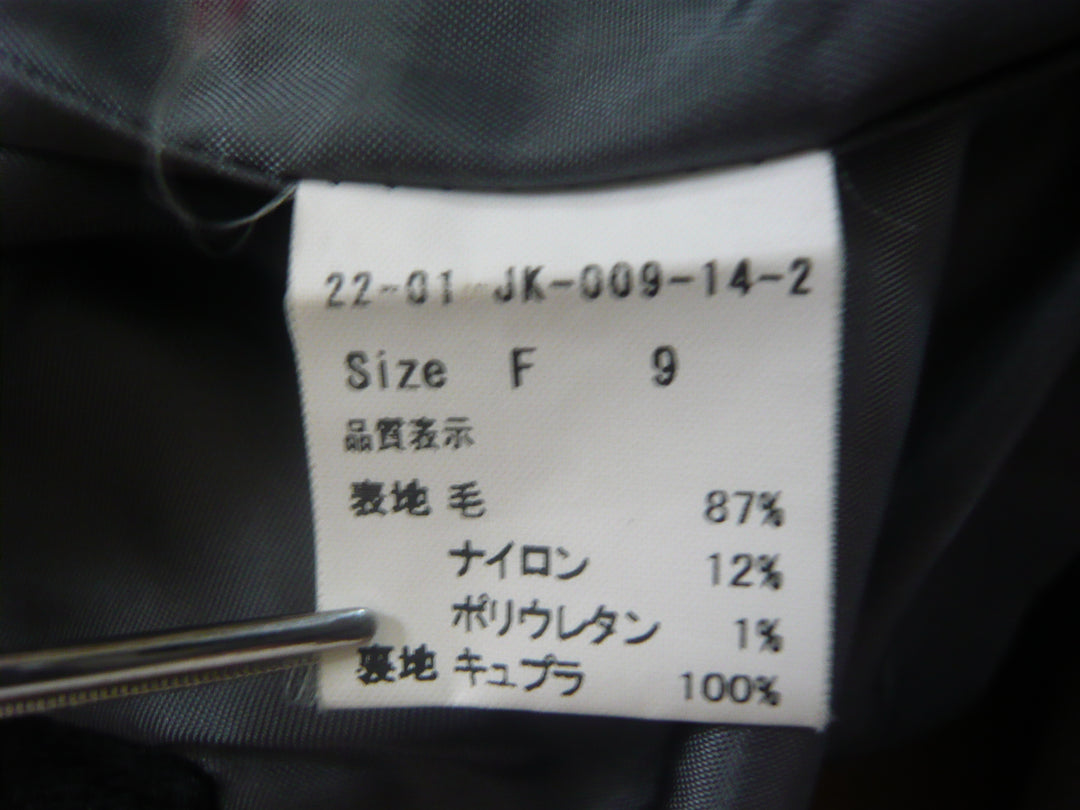 22-01 JK-009-14-2
Size F 9
品質表示
表地 毛 87%
ナイロン 12%
ポリウレタン 1%
裏地 キュプラ 100%